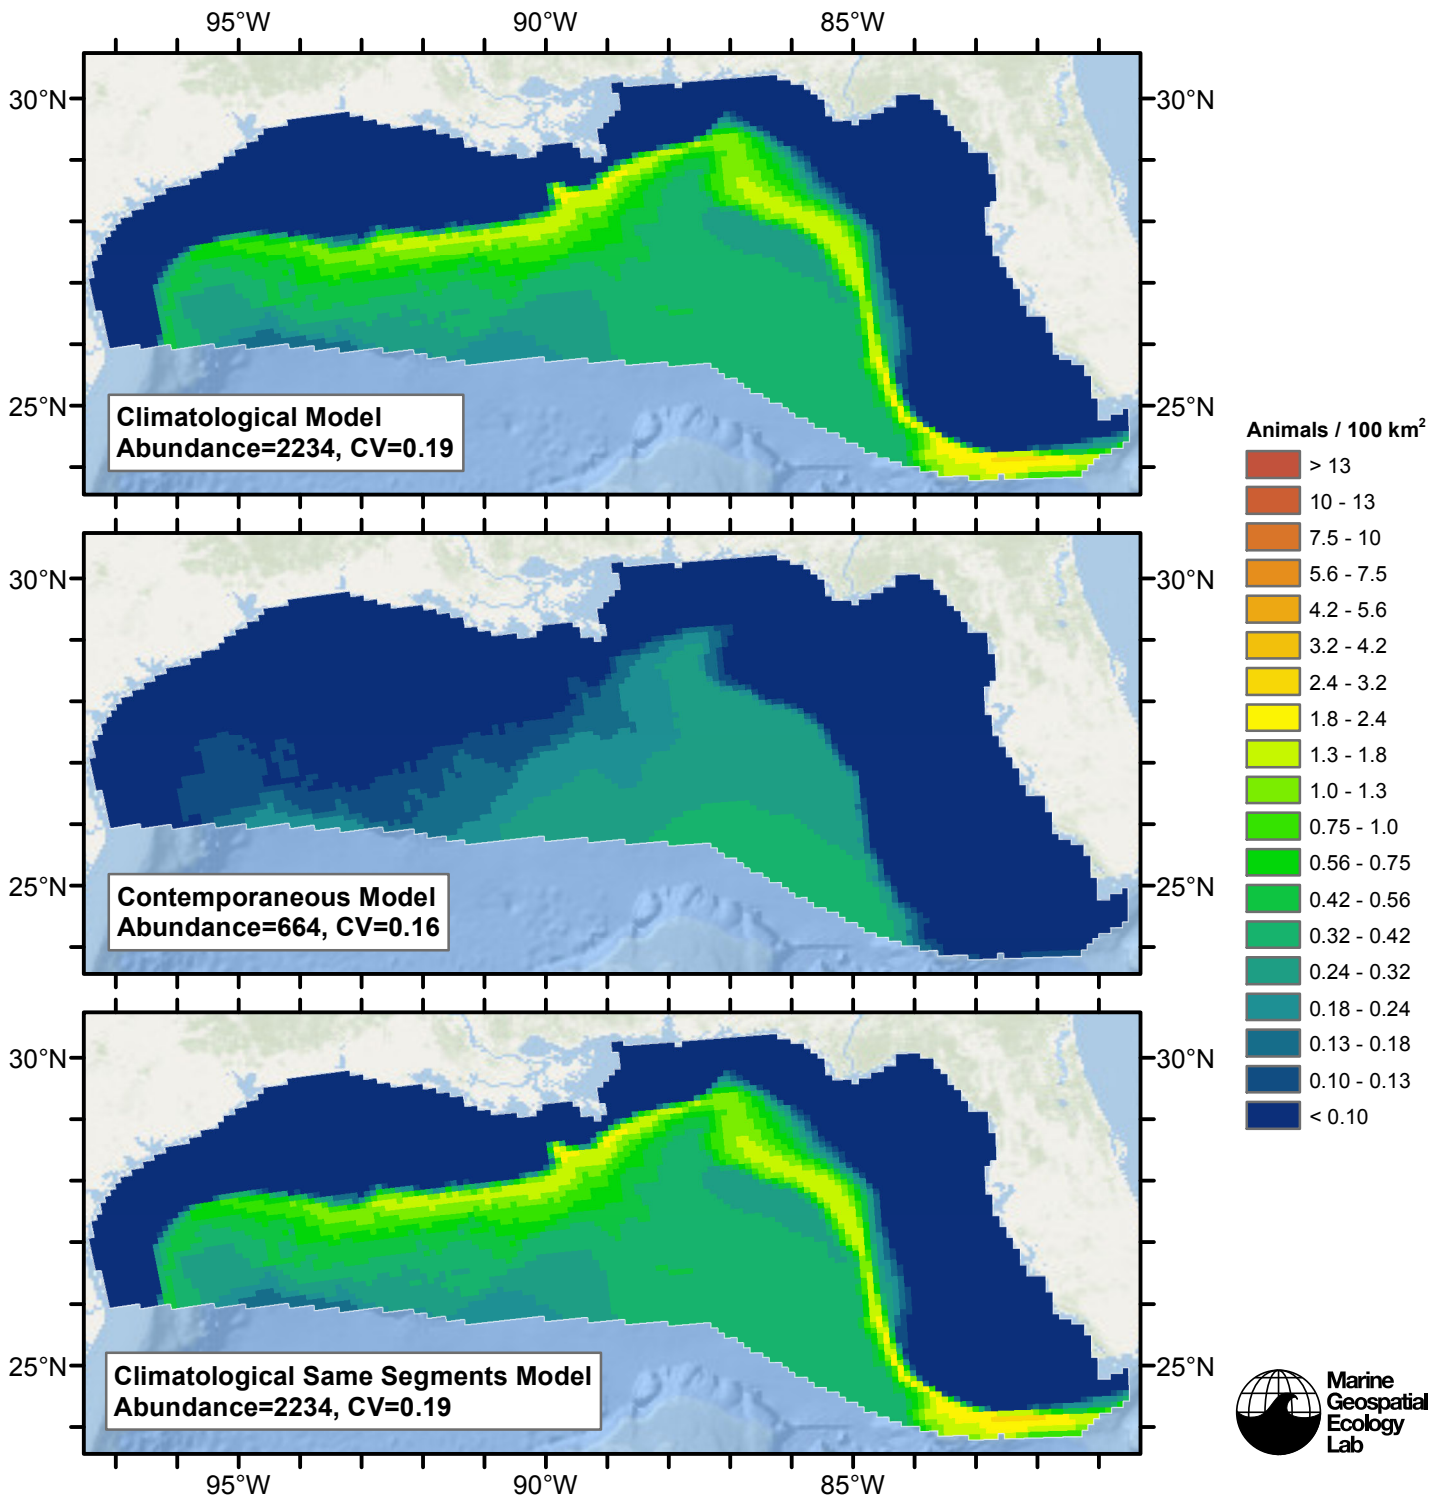 95°W 90°W 85°W
30°N 30°N
25°N 25°N
Climatological Model
Abundance=2234, CV=0.19
30°N 30°N
25°N 25°N
Contemporaneous Model
Abundance=664, CV=0.16
30°N 30°N
25°N 25°N
Climatological Same Segments Model
Abundance=2234, CV=0.19
95°W 90°W 85°W
Animals / 100 km²
> 13
10 - 13
7.5 - 10
5.6 - 7.5
4.2 - 5.6
3.2 - 4.2
2.4 - 3.2
1.8 - 2.4
1.3 - 1.8
1.0 - 1.3
0.75 - 1.0
0.56 - 0.75
0.42 - 0.56
0.32 - 0.42
0.24 - 0.32
0.18 - 0.24
0.13 - 0.18
0.10 - 0.13
< 0.10
Marine
Geospatial
Ecology
Lab